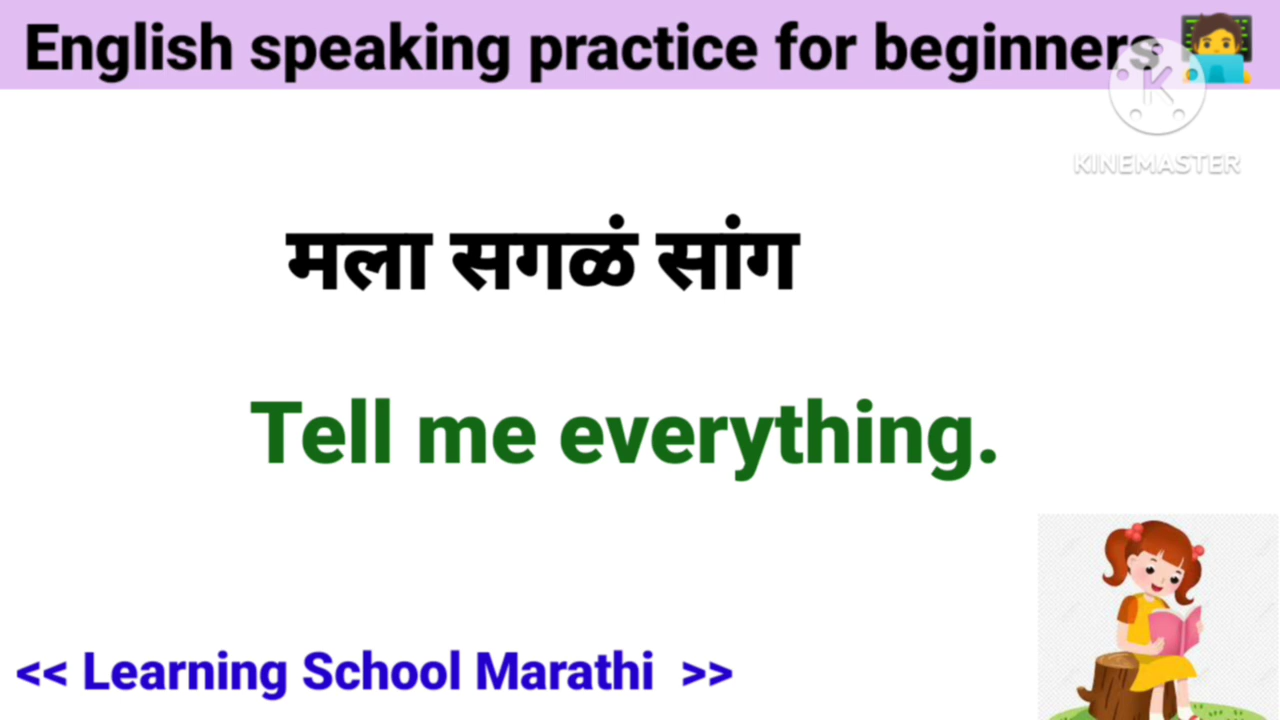 English speaking practice for beginners 🧑‍💻
KINEMASTER
मला सगळं सांग
Tell me everything.
<< Learning School Marathi >>